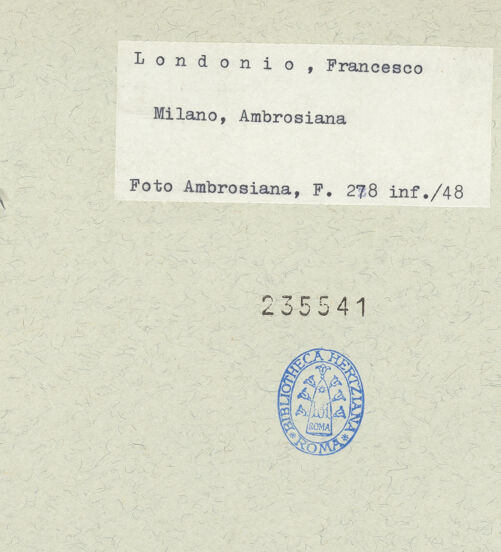 L o n d o n i o , Francesco
Milano, Ambrosiana
Foto Ambrosiana, F. 278 inf./48
235541
BIBLIOTHECA HERTZIANA
ROMA
* ROMA *